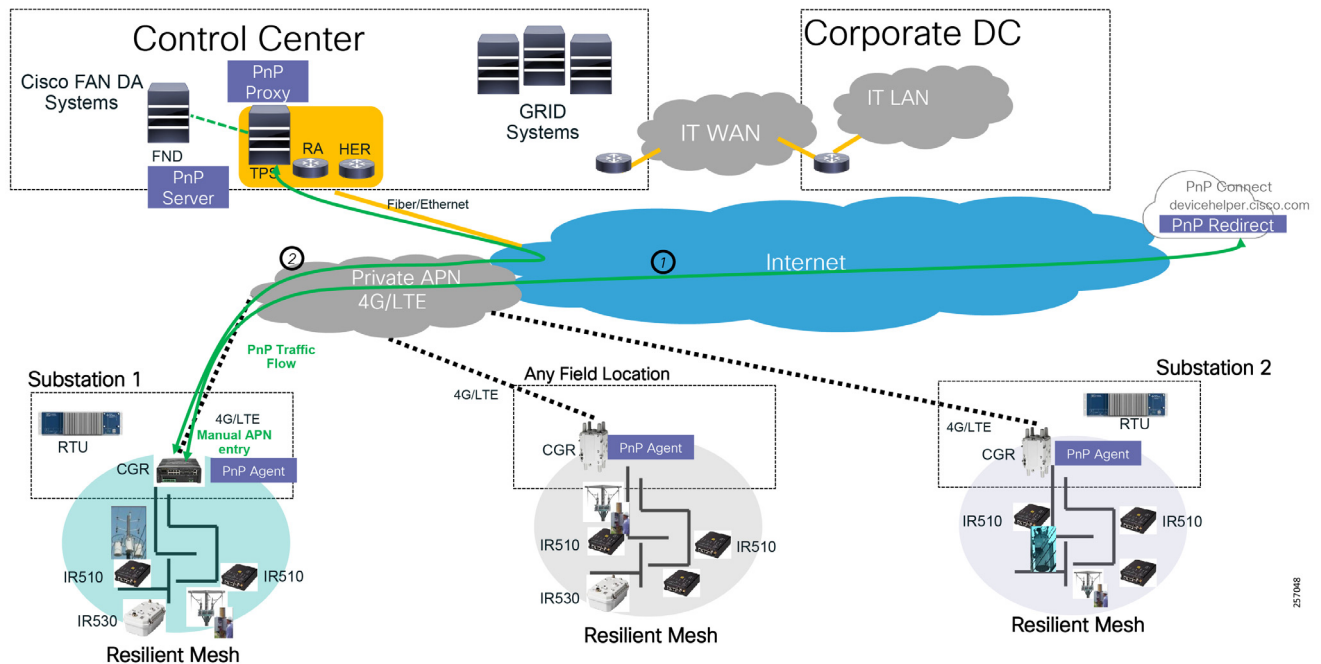 Control Center
Corporate DC
Cisco FAN DA
Systems
PnP
Proxy
FND
PnP
Server
TPS
RA
HER
GRID
Systems
IT WAN
IT LAN
PnP Connect
devicehelper.cisco.com
PnP Redirect
Fiber/Ethernet
2
1
Internet
Private APN
4G/LTE
PnP Traffic
Flow
Substation 1
RTU
4G/LTE
Manual APN
entry
CGR
PnP Agent
IR510
IR510
IR530
Resilient Mesh
Any Field Location
4G/LTE
CGR
PnP Agent
IR510
IR510
IR530
Resilient Mesh
Substation 2
4G/LTE
RTU
CGR
PnP Agent
IR510
IR510
Resilient Mesh
257048